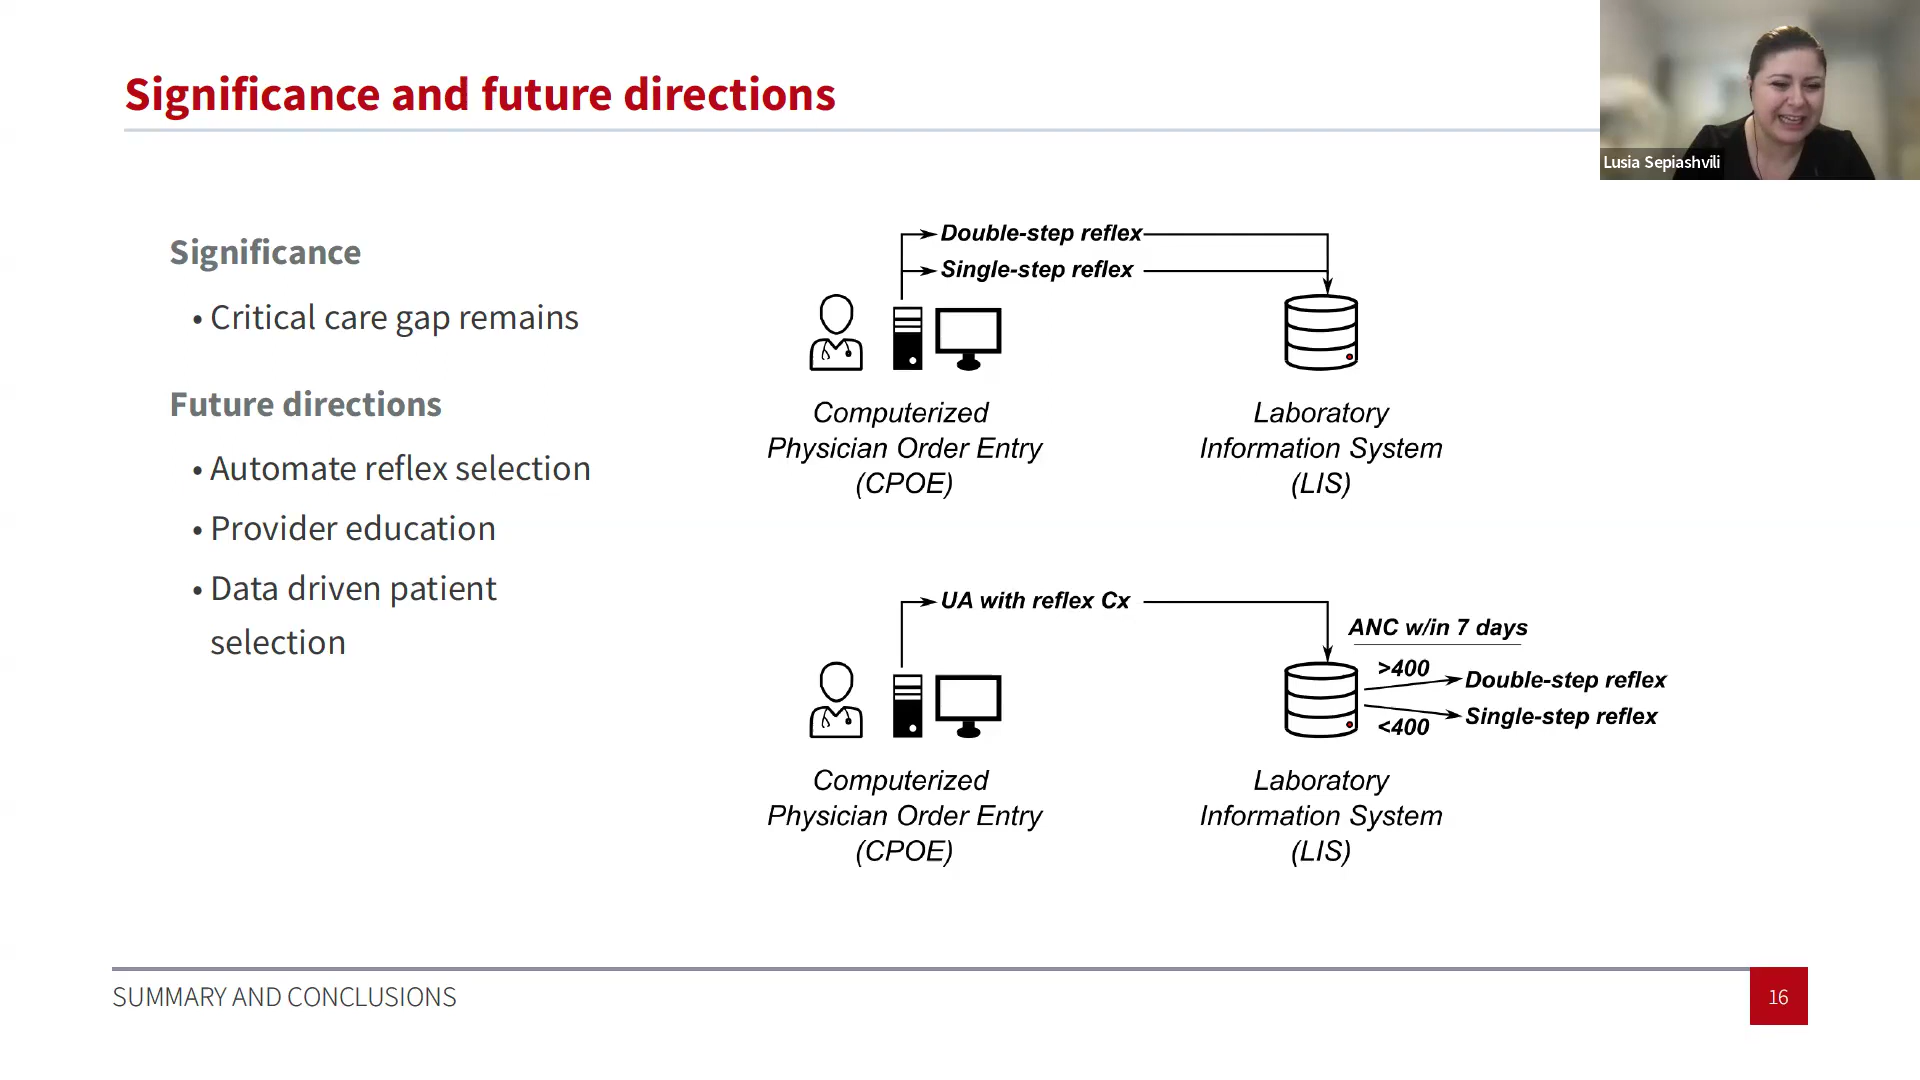 Significance and future directions
Lusia Sepiashvili
Significance
• Critical care gap remains
Future directions
• Automate reflex selection
• Provider education
• Data driven patient
selection
Double-step reflex
Single-step reflex
Computerized
Physician Order Entry
(CPOE)
Laboratory
Information System
(LIS)
UA with reflex Cx
ANC w/in 7 days
>400
Double-step reflex
Single-step reflex
<400
Computerized
Physician Order Entry
(CPOE)
Laboratory
Information System
(LIS)
SUMMARY AND CONCLUSIONS
16